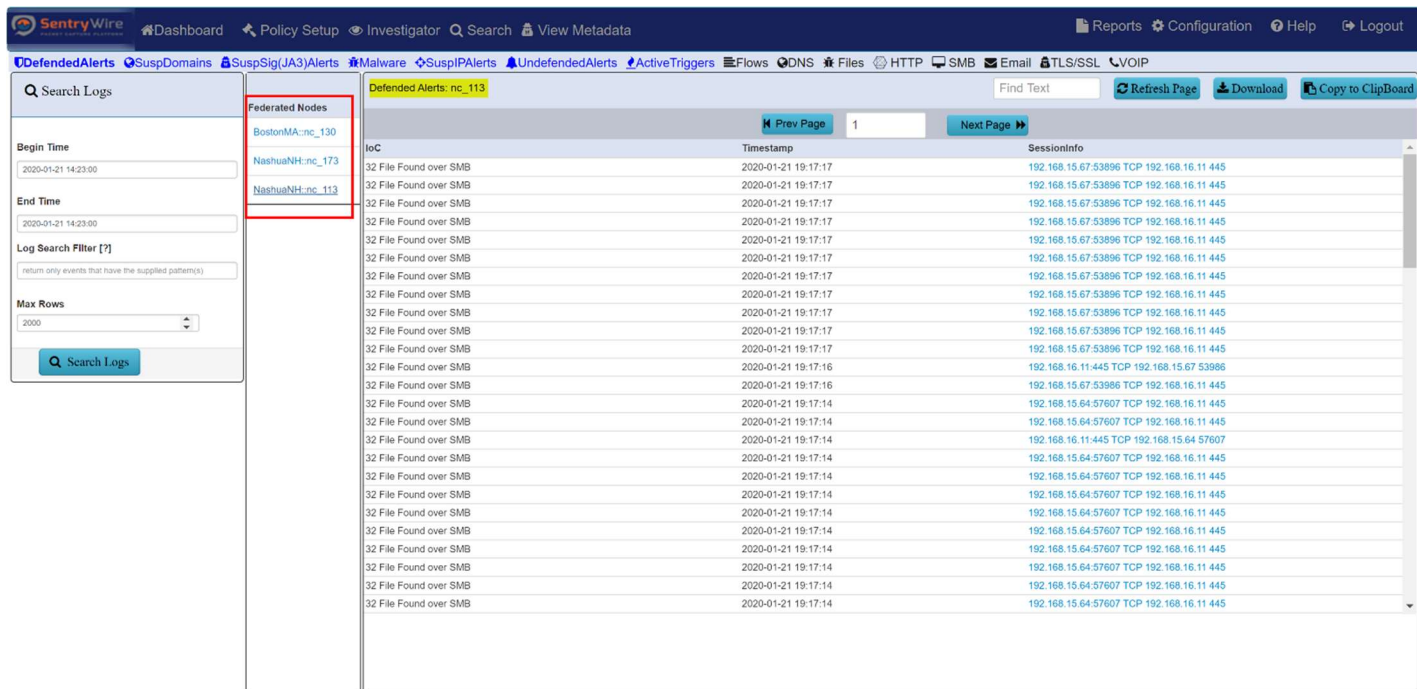 SentryWire
Dashboard Policy Setup Investigator Search View Metadata Reports Configuration Help Logout
DefendedAlerts SuspDomains SuspSig(JA3)Alerts Malware SuspIPAlerts UndefendedAlerts ActiveTriggers Flows DNS Files HTTP SMB Email TLS/SSL VOIP
Search Logs
Begin Time
2020-01-21 14:23:00
End Time
2020-01-21 14:23:00
Log Search FIlter [?]
return only events that have the supplied pattern(s)
Max Rows
2000
Search Logs
Federated Nodes
BostonMA::nc_130
NashuaNH::nc_173
NashuaNH::nc_113
Defended Alerts: nc_113 Find Text Refresh Page Download Copy to ClipBoard
Prev Page 1 Next Page
IoC Timestamp SessionInfo
32 File Found over SMB 2020-01-21 19:17:17 192.168.15.67:53896 TCP 192.168.16.11 445
32 File Found over SMB 2020-01-21 19:17:17 192.168.15.67:53896 TCP 192.168.16.11 445
32 File Found over SMB 2020-01-21 19:17:17 192.168.15.67:53896 TCP 192.168.16.11 445
32 File Found over SMB 2020-01-21 19:17:17 192.168.15.67:53896 TCP 192.168.16.11 445
32 File Found over SMB 2020-01-21 19:17:17 192.168.15.67:53896 TCP 192.168.16.11 445
32 File Found over SMB 2020-01-21 19:17:17 192.168.15.67:53896 TCP 192.168.16.11 445
32 File Found over SMB 2020-01-21 19:17:17 192.168.15.67:53896 TCP 192.168.16.11 445
32 File Found over SMB 2020-01-21 19:17:17 192.168.15.67:53896 TCP 192.168.16.11 445
32 File Found over SMB 2020-01-21 19:17:17 192.168.15.67:53896 TCP 192.168.16.11 445
32 File Found over SMB 2020-01-21 19:17:17 192.168.15.67:53896 TCP 192.168.16.11 445
32 File Found over SMB 2020-01-21 19:17:17 192.168.15.67:53896 TCP 192.168.16.11 445
32 File Found over SMB 2020-01-21 19:17:16 192.168.16.11:445 TCP 192.168.15.67 53986
32 File Found over SMB 2020-01-21 19:17:16 192.168.15.67:53986 TCP 192.168.16.11 445
32 File Found over SMB 2020-01-21 19:17:14 192.168.15.64:57607 TCP 192.168.16.11 445
32 File Found over SMB 2020-01-21 19:17:14 192.168.15.64:57607 TCP 192.168.16.11 445
32 File Found over SMB 2020-01-21 19:17:14 192.168.16.11:445 TCP 192.168.15.64 57607
32 File Found over SMB 2020-01-21 19:17:14 192.168.15.64:57607 TCP 192.168.16.11 445
32 File Found over SMB 2020-01-21 19:17:14 192.168.15.64:57607 TCP 192.168.16.11 445
32 File Found over SMB 2020-01-21 19:17:14 192.168.15.64:57607 TCP 192.168.16.11 445
32 File Found over SMB 2020-01-21 19:17:14 192.168.15.64:57607 TCP 192.168.16.11 445
32 File Found over SMB 2020-01-21 19:17:14 192.168.15.64:57607 TCP 192.168.16.11 445
32 File Found over SMB 2020-01-21 19:17:14 192.168.15.64:57607 TCP 192.168.16.11 445
32 File Found over SMB 2020-01-21 19:17:14 192.168.15.64:57607 TCP 192.168.16.11 445
32 File Found over SMB 2020-01-21 19:17:14 192.168.15.64:57607 TCP 192.168.16.11 445
32 File Found over SMB 2020-01-21 19:17:14 192.168.15.64:57607 TCP 192.168.16.11 445